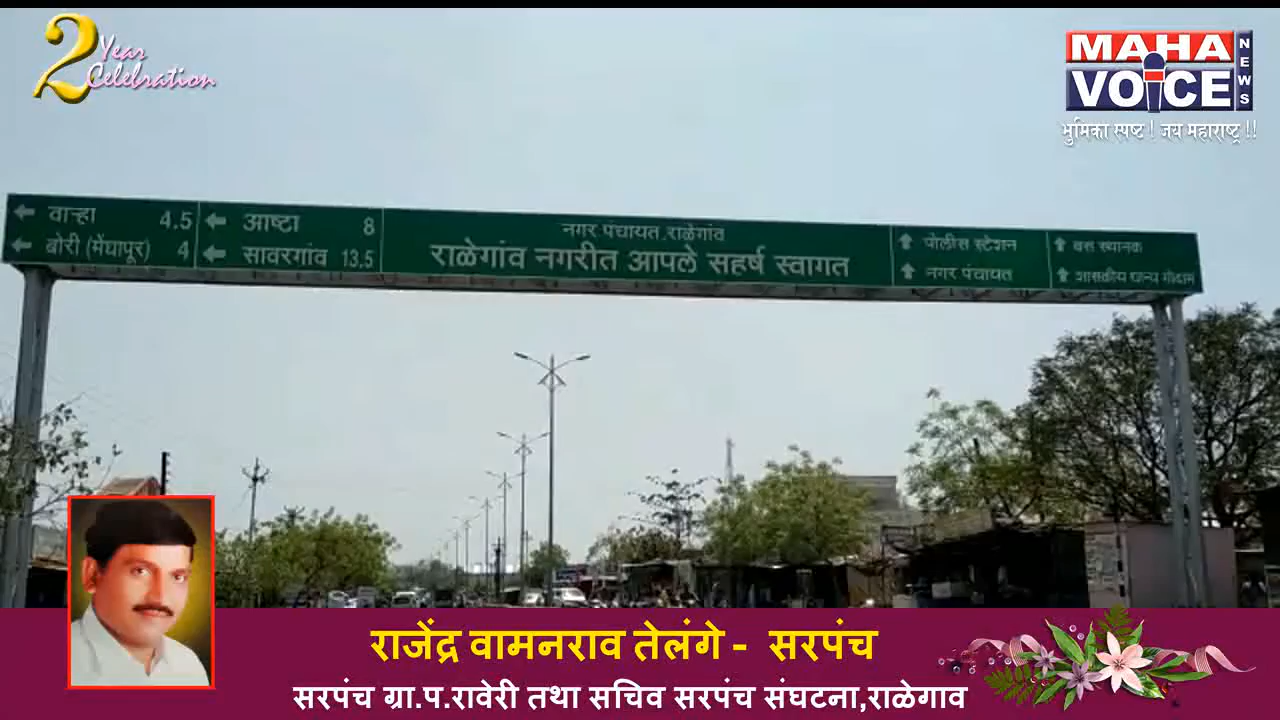 2 Year
Celebration
MAHA
VOICE
NEWS
भुमिका स्पष्ट ! जय महाराष्ट्र !!
← वाऱ्हा 4.5
← बोरी (मेंघापूर) 4
← आष्टा 8
← सावरगांव 13.5
नगर पंचायत.राळेगांव
राळेगांव नगरीत आपले सहर्ष स्वागत
↑ पोलीस स्टेशन
↑ नगर पंचायत
↑ बस स्थानक
↑ शासकीय धान्य गोदाम
राजेंद्र वामनराव तेलंगे - सरपंच
सरपंच ग्रा.प.रावेरी तथा सचिव सरपंच संघटना,राळेगाव